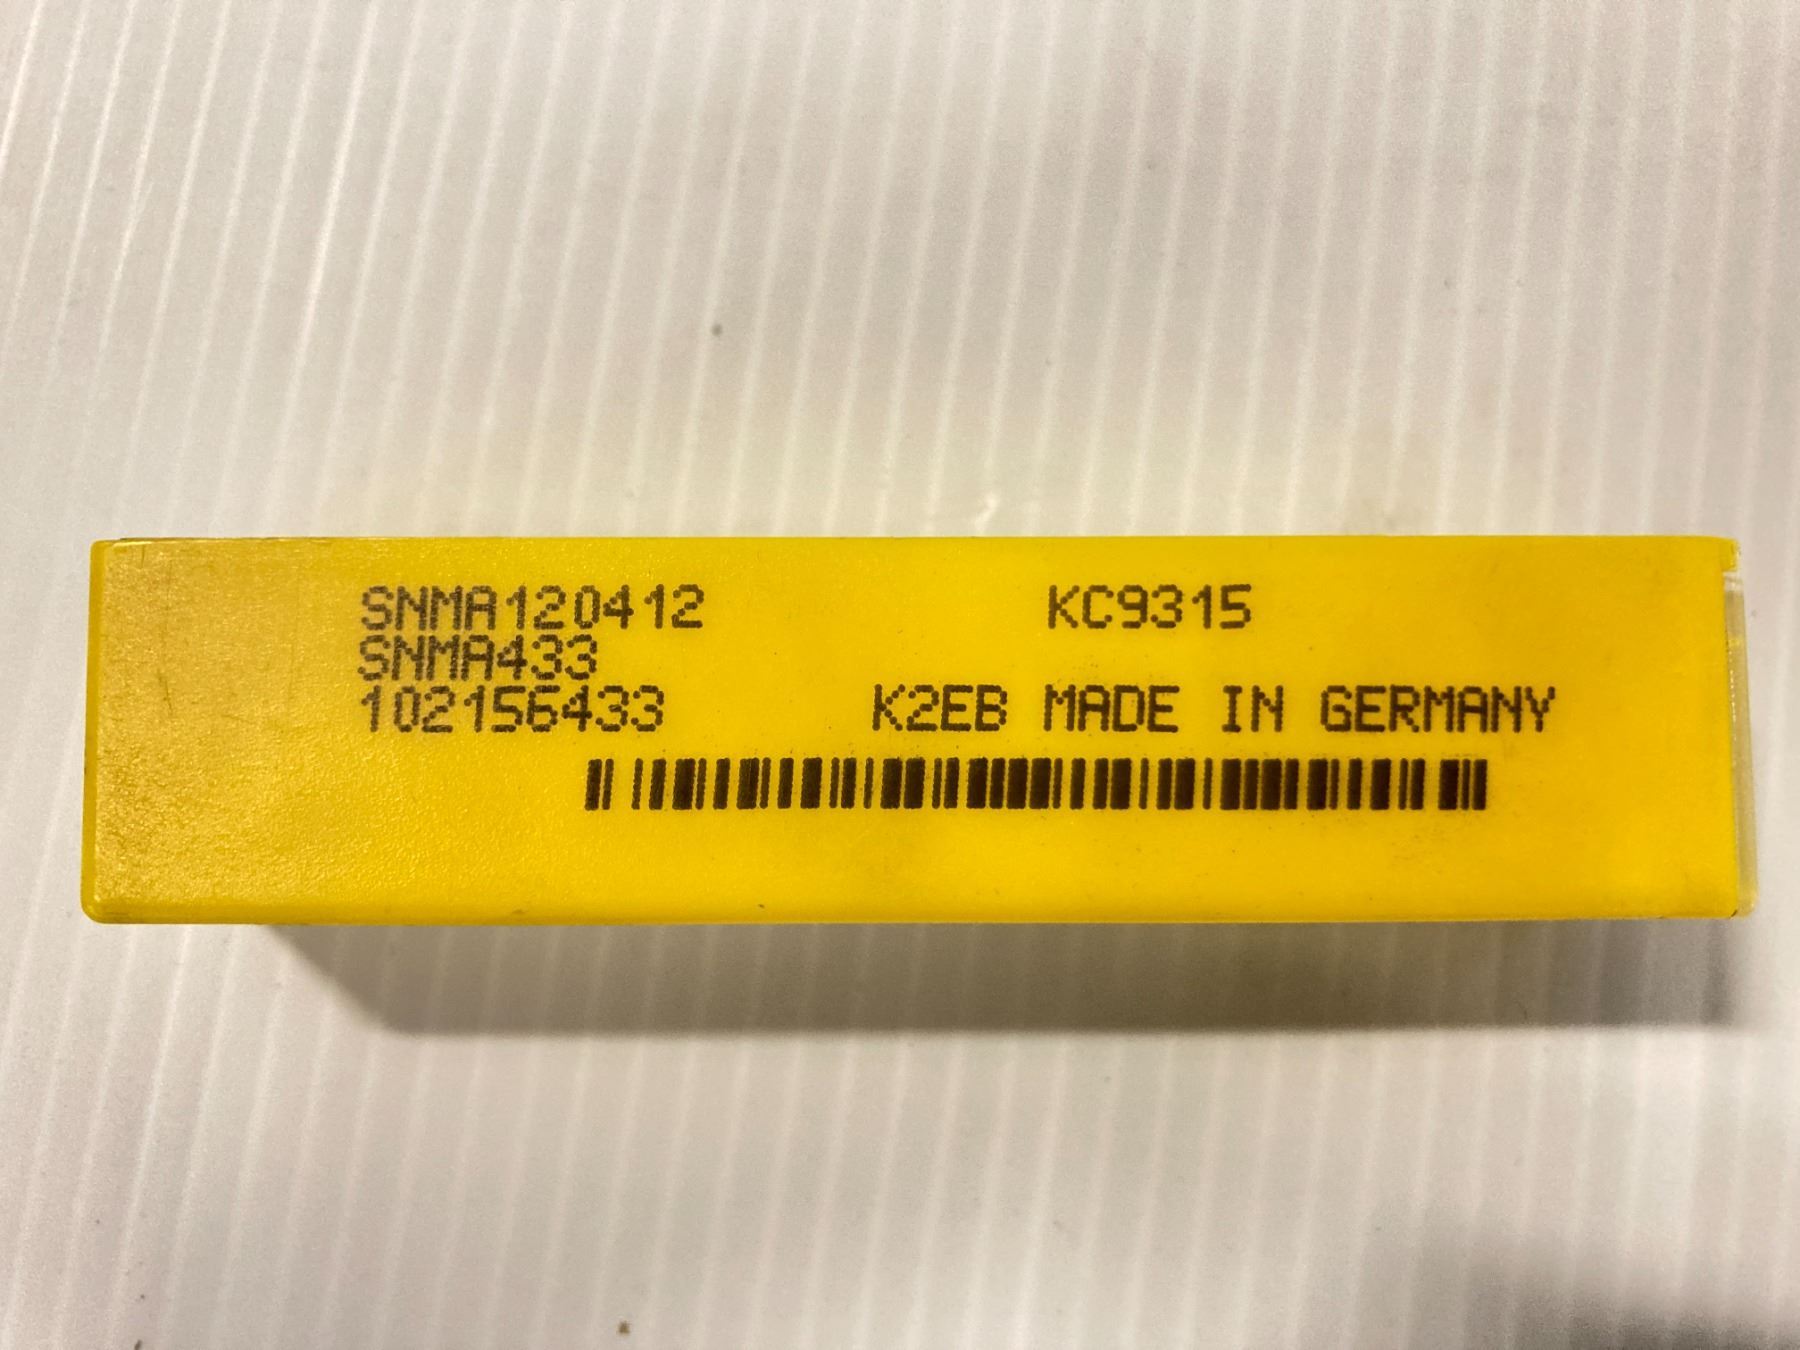 SNMA120412 KC9315
SNMA433
102156433 K2EB MADE IN GERMANY